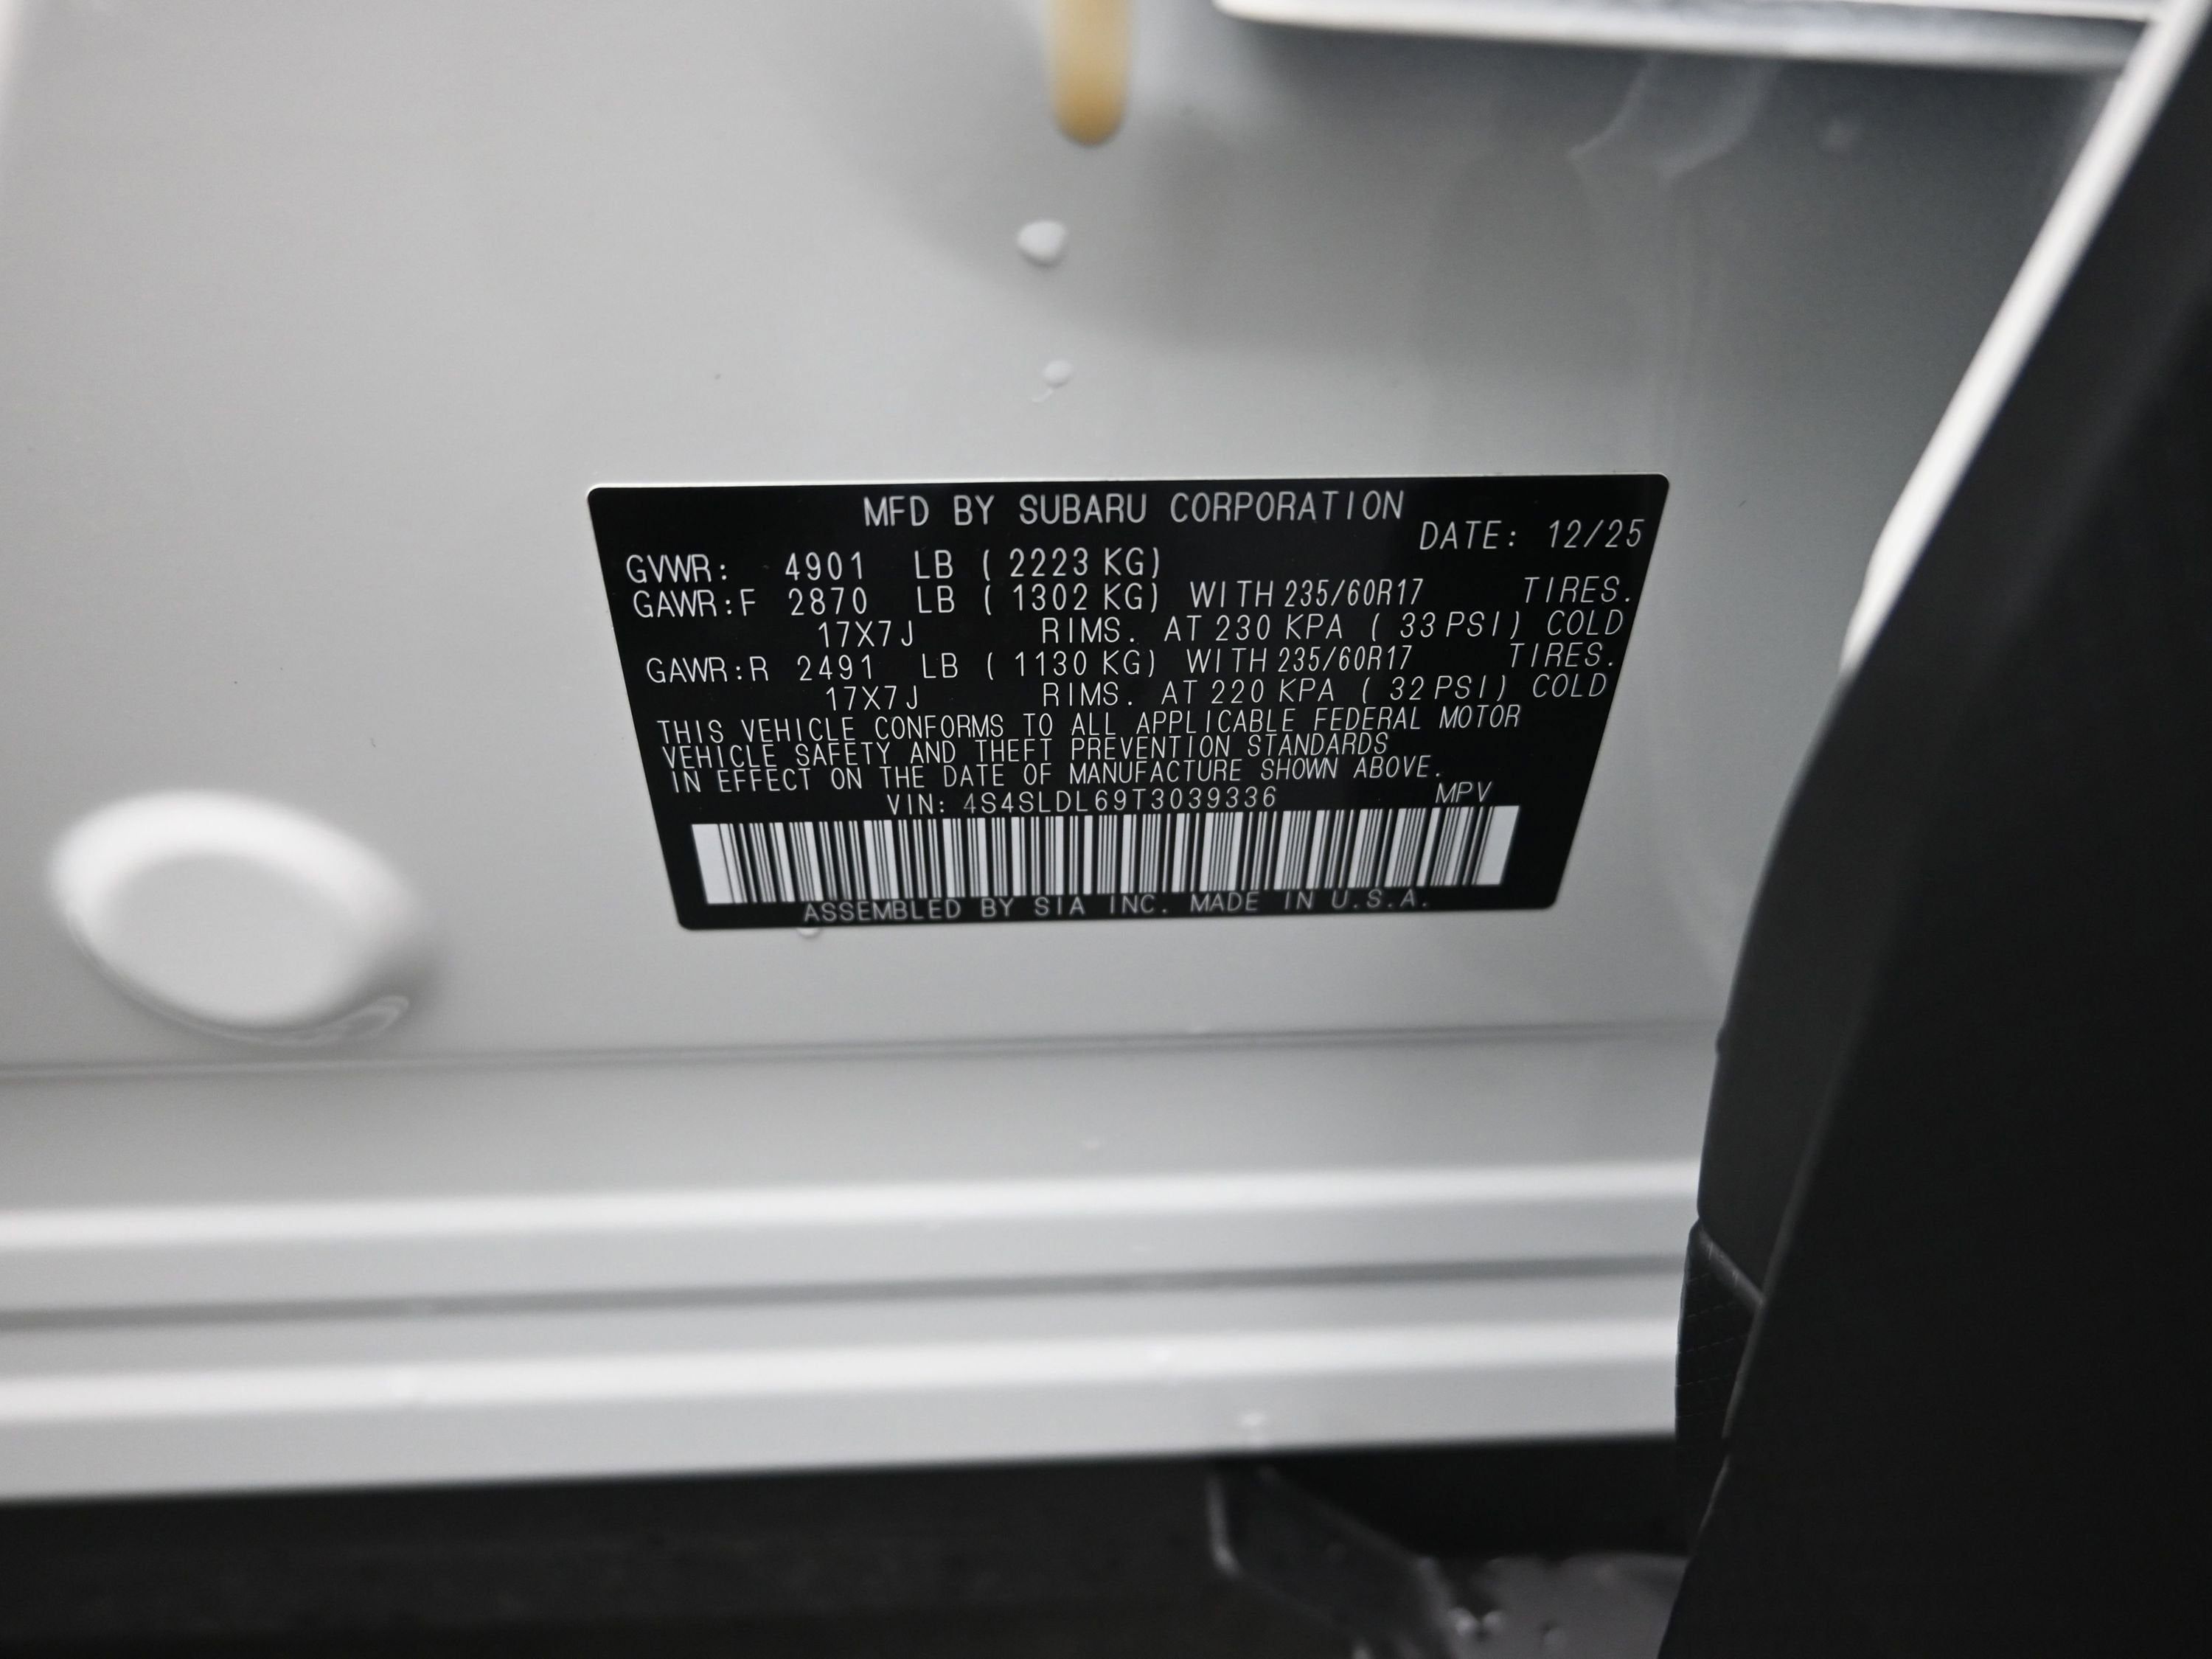 MFD BY SUBARU CORPORATION
DATE: 12/25
GVWR: 4901 LB ( 2223 KG)
GAWR:F 2870 LB ( 1302 KG) WITH 235/60R17 TIRES.
17X7J RIMS. AT 230 KPA ( 33 PSI) COLD
GAWR:R 2491 LB ( 1130 KG) WITH 235/60R17 TIRES.
17X7J RIMS. AT 220 KPA ( 32 PSI) COLD
THIS VEHICLE CONFORMS TO ALL APPLICABLE FEDERAL MOTOR
VEHICLE SAFETY AND THEFT PREVENTION STANDARDS
IN EFFECT ON THE DATE OF MANUFACTURE SHOWN ABOVE.
VIN: 4S4SLDL69T3039336 MPV
ASSEMBLED BY SIA INC. MADE IN U.S.A.